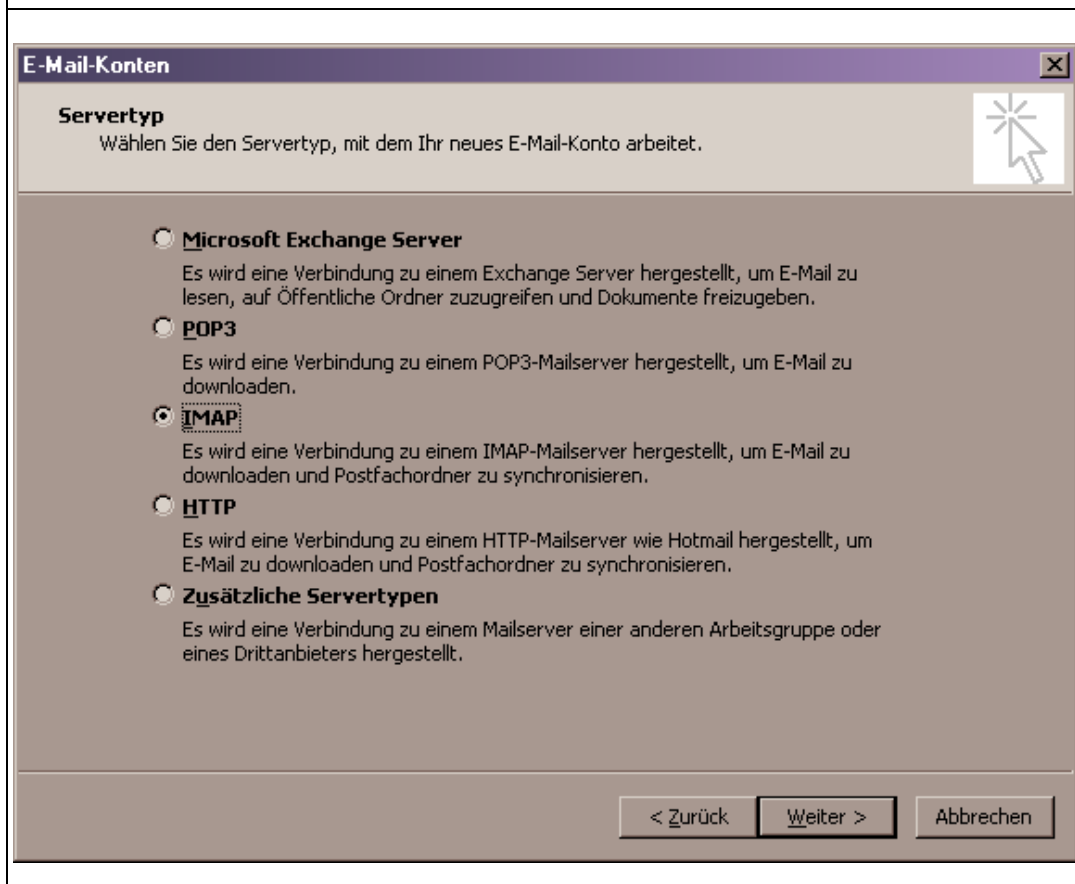 E-Mail-Konten
Servertyp
Wählen Sie den Servertyp, mit dem Ihr neues E-Mail-Konto arbeitet.
Microsoft Exchange Server
Es wird eine Verbindung zu einem Exchange Server hergestellt, um E-Mail zu
lesen, auf Öffentliche Ordner zuzugreifen und Dokumente freizugeben.
POP3
Es wird eine Verbindung zu einem POP3-Mailserver hergestellt, um E-Mail zu
downloaden.
IMAP
Es wird eine Verbindung zu einem IMAP-Mailserver hergestellt, um E-Mail zu
downloaden und Postfachordner zu synchronisieren.
HTTP
Es wird eine Verbindung zu einem HTTP-Mailserver wie Hotmail hergestellt, um
E-Mail zu downloaden und Postfachordner zu synchronisieren.
Zusätzliche Servertypen
Es wird eine Verbindung zu einem Mailserver einer anderen Arbeitsgruppe oder
eines Drittanbieters hergestellt.
< Zurück Weiter > Abbrechen